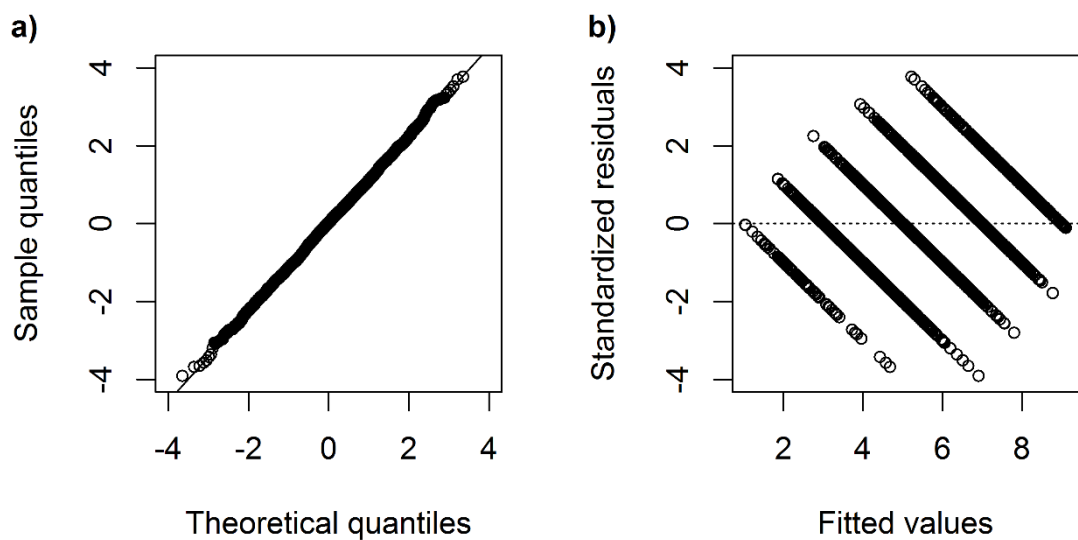 a)
Sample quantiles
4
2
0
-2
-4
-4 -2 0 2 4
Theoretical quantiles
b)
Standardized residuals
4
2
0
-2
-4
2 4 6 8
Fitted values